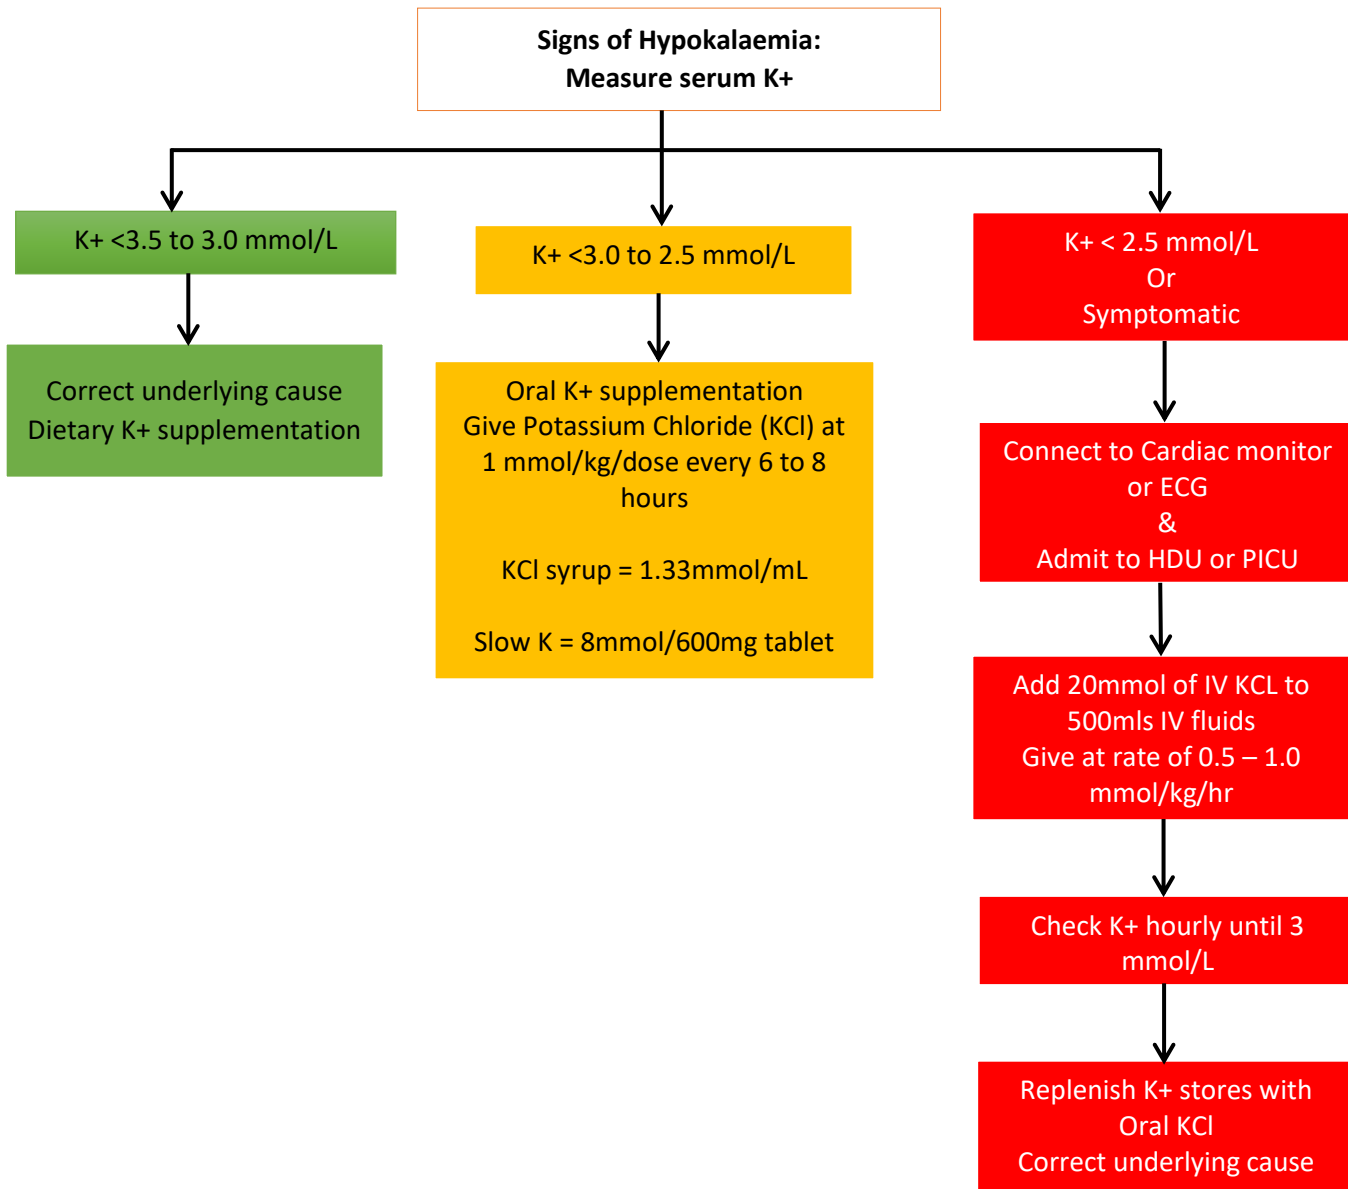 Signs of Hypokalaemia:
Measure serum K+
K+ <3.5 to 3.0 mmol/L
Correct underlying cause
Dietary K+ supplementation
K+ <3.0 to 2.5 mmol/L
Oral K+ supplementation
Give Potassium Chloride (KCl) at
1 mmol/kg/dose every 6 to 8
hours
KCl syrup = 1.33mmol/mL
Slow K = 8mmol/600mg tablet
K+ < 2.5 mmol/L
Or
Symptomatic
Connect to Cardiac monitor
or ECG
&
Admit to HDU or PICU
Add 20mmol of IV KCL to
500mls IV fluids
Give at rate of 0.5 – 1.0
mmol/kg/hr
Check K+ hourly until 3
mmol/L
Replenish K+ stores with
Oral KCl
Correct underlying cause